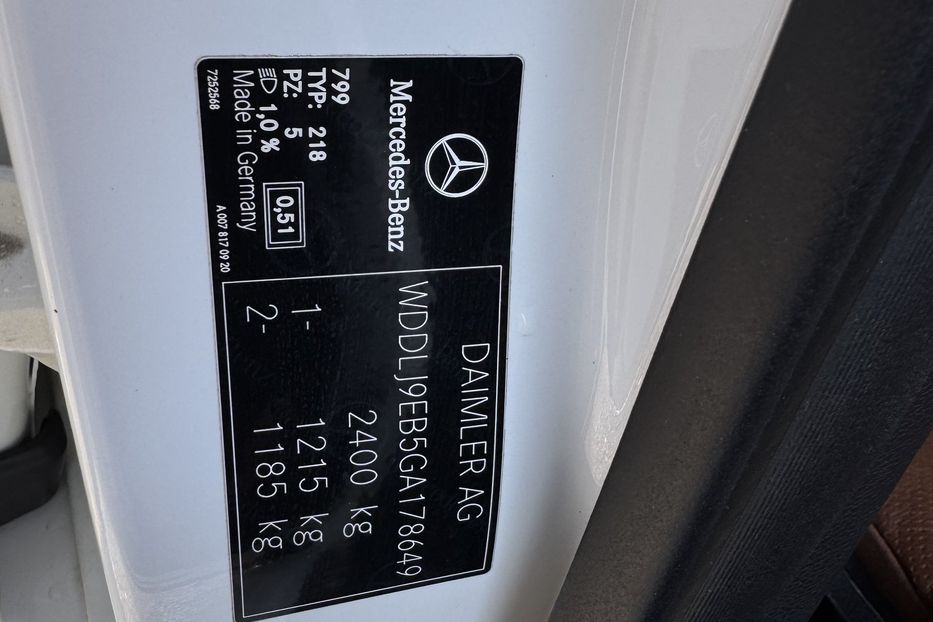 Mercedes-Benz
799
TYP: 218
PZ: 5
1,0 %
0,51
Made in Germany
7252568
A 007 817 09 20
DAIMLER AG
WDDLJ9EB5GA178649
2400 kg
1- 1215 kg
2- 1185 kg